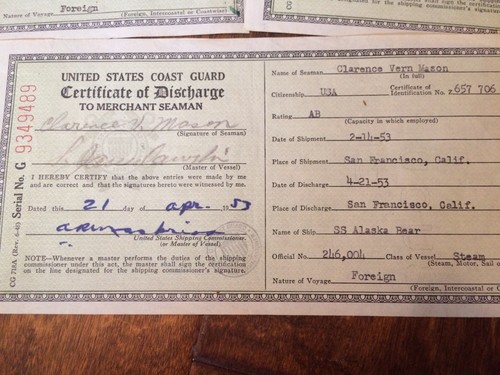 Nature of Voyage Foreign
(Foreign, Intercoastal or Coastwise)
UNITED STATES COAST GUARD
Certificate of Discharge
TO MERCHANT SEAMAN
Clarence V. Mason
(Signature of Seaman)
(Master of Vessel)
I HEREBY CERTIFY that the above entries were made by me
and are correct and that the signatures hereto were witnessed by me.
Dated this 21 day of apr. 1953
United States Shipping Commissioner.
(or Master of Vessel)
NOTE—Whenever a master performs the duties of the shipping
commissioner under this act, the master shall sign the certification
on the line designated for the shipping commissioner's signature.
Serial No. G 9349489
CG 718A
Name of Seaman Clarence Vern Mason
(In full)
Citizenship USA Certificate of
Identification No. Z 657 706
Rating AB
(Capacity in which employed)
Date of Shipment 2-14-53
Place of Shipment San Francisco, Calif.
Date of Discharge 4-21-53
Place of Discharge San Francisco, Calif.
Name of Ship SS Alaska Bear
Official No. 246,004 Class of Vessel Steam
(Steam, Motor, Sail o
Nature of Voyage Foreign
(Foreign, Intercoastal or Co